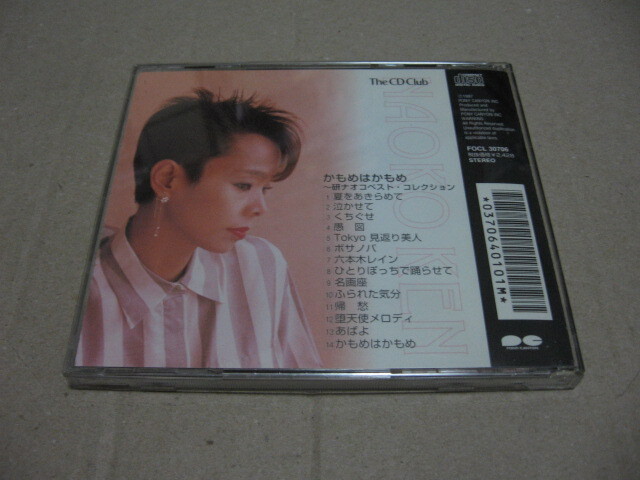 The CD Club
NAOKO KEN
かもめはかもめ
〜研ナオコベスト・コレクション
1 夏をあきらめて
2 泣かせて
3 くちぐせ
4 愚 図
5 Tokyo 見返り美人
6 ボサノバ
7 六本木レイン
8 ひとりぽっちで踊らせて
9 名画座
10 ふられた気分
11 帰 愁
12 堕天使メロディ
13 あばよ
14 かもめはかもめ
PONY CANYON INC.
FOCL 30706
STEREO
*0370640101M*